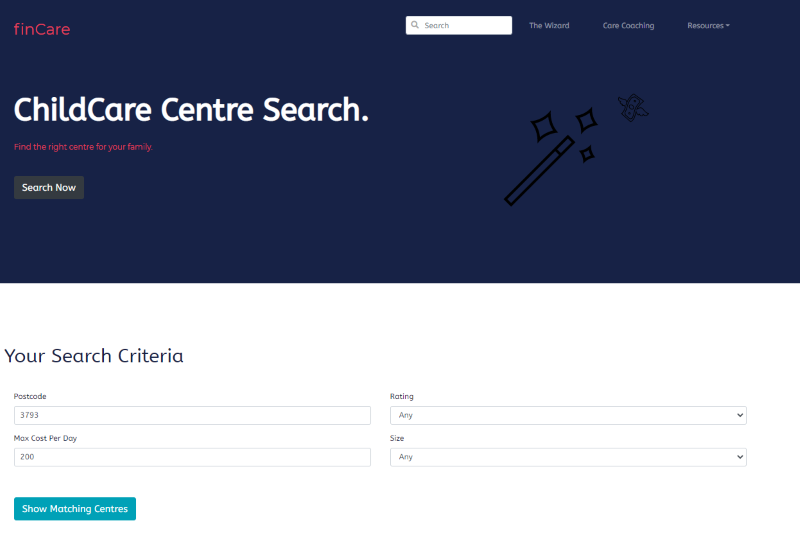 finCare
Search
The Wizard
Care Coaching
Resources
ChildCare Centre Search.
Find the right centre for your family
Search Now
Your Search Criteria
Postcode
Rating
3793
Any
Max Cost Per Day
Size
200
Any
Show Matching Centres